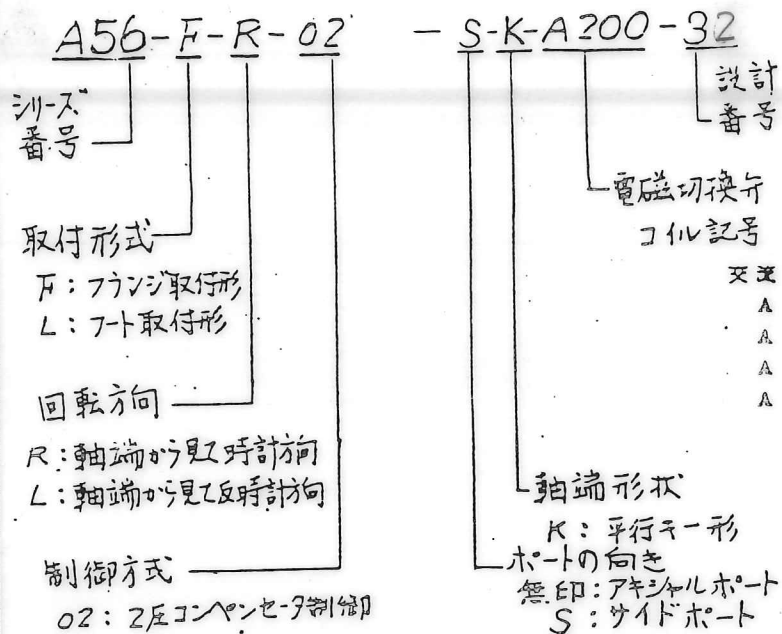 A56-F-R-02 - S-K-A200-32
シリーズ
番号
設計
番号
電磁切換弁
コイル記号
取付形式
F:フランジ取付形
L:フート取付形
交流
A
A
A
A
回転方向
R:軸端から見て時計方向
L:軸端から見て反時計方向
軸端形状
K:平行キー形
制御方式
02:2圧コンペンセータ制御
ポートの向き
無印:アキシャルポート
S:サイドポート